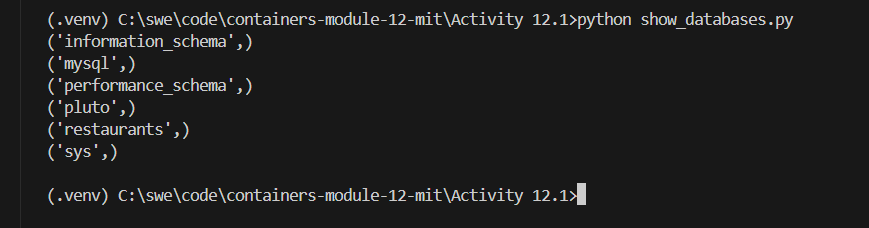 (.venv) C:\swe\code\containers-module-12-mit\Activity 12.1>python show_databases.py
('information_schema',)
('mysql',)
('performance_schema',)
('pluto',)
('restaurants',)
('sys',)
(.venv) C:\swe\code\containers-module-12-mit\Activity 12.1>